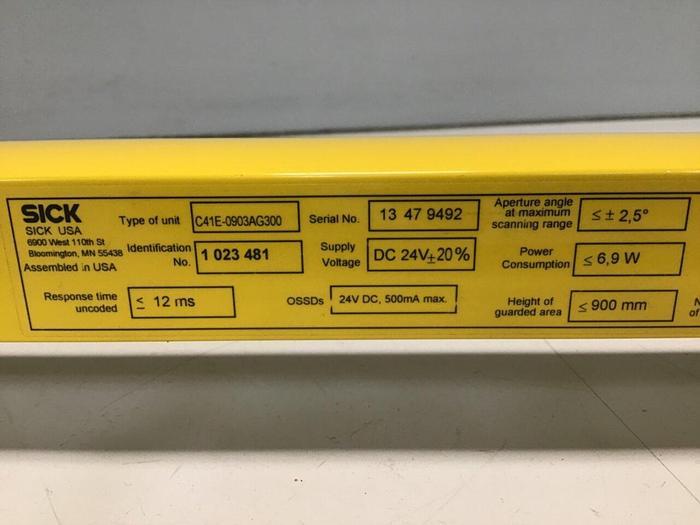 SICK
SICK USA
6900 West 110th St
Bloomington, MN 55438
Assembled in USA
Type of unit C41E-0903AG300
Serial No. 13 47 9492
Aperture angle
at maximum
scanning range ≤ ± 2,5°
Identification
No. 1 023 481
Supply
Voltage DC 24V±20%
Power
Consumption ≤ 6,9 W
Response time
uncoded ≤ 12 ms
OSSDs 24V DC, 500mA max.
Height of
guarded area ≤ 900 mm